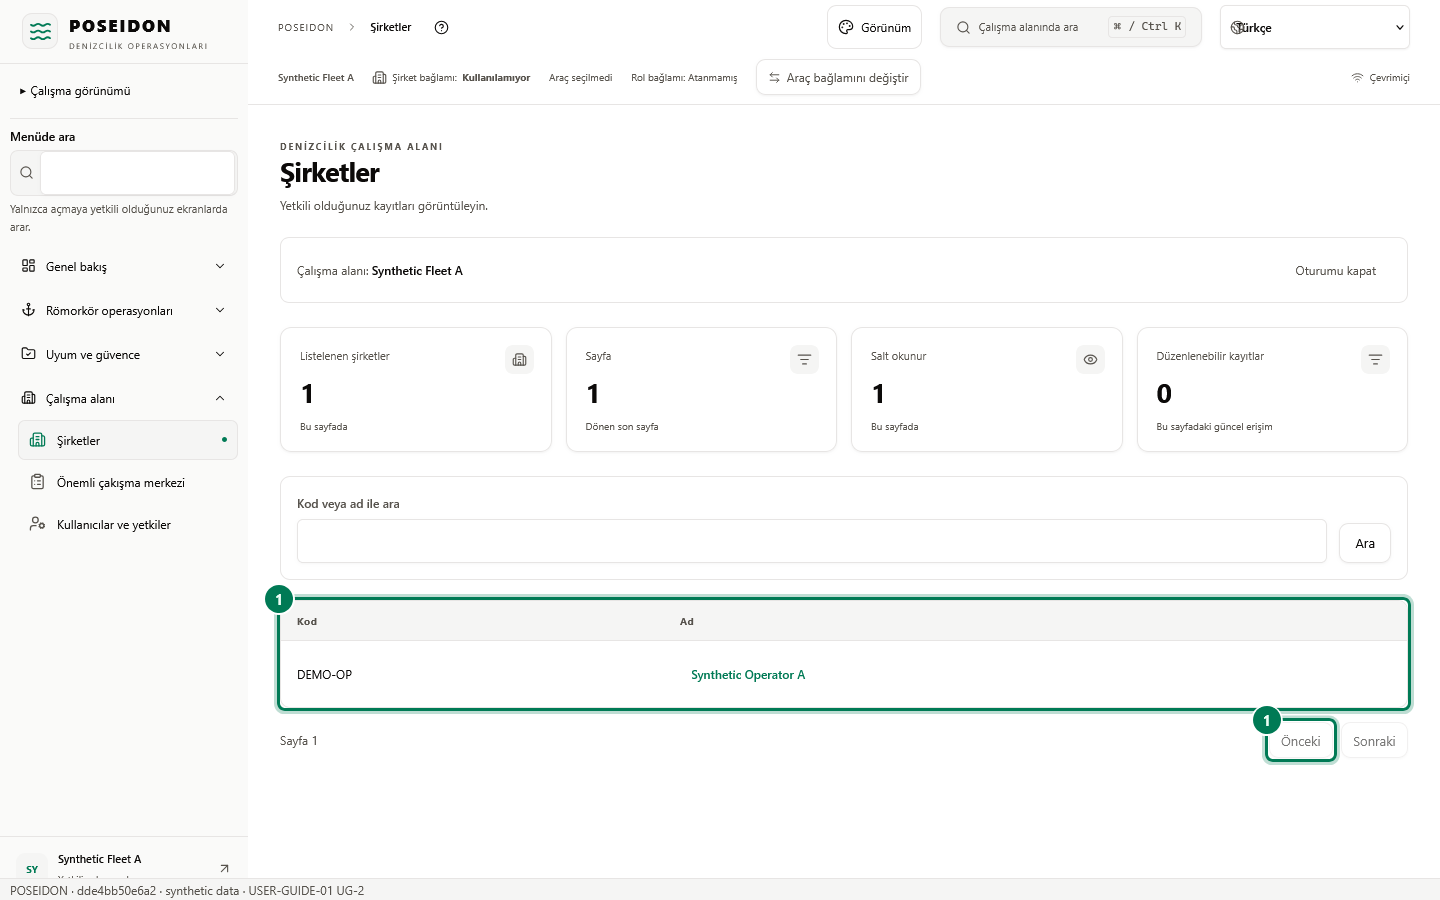 POSEIDON
DENİZCİLİK OPERASYONLARI
POSEIDON
Şirketler
Görünüm
Çalışma alanında ara
⌘ / Ctrl K
Türkçe
Synthetic Fleet A
Şirket bağlamı: Kullanılamıyor
Araç seçilmedi
Rol bağlamı: Atanmamış
Araç bağlamını değiştir
Çevrimiçi
Çalışma görünümü
Menüde ara
Yalnızca açmaya yetkili olduğunuz ekranlarda
arar.
Genel bakış
Römorkör operasyonları
Uyum ve güvence
Çalışma alanı
Şirketler
Önemli çakışma merkezi
Kullanıcılar ve yetkiler
DENİZCİLİK ÇALIŞMA ALANI
Şirketler
Yetkili olduğunuz kayıtları görüntüleyin.
Çalışma alanı: Synthetic Fleet A
Oturumu kapat
Listelenen şirketler
1
Bu sayfada
Sayfa
1
Dönen son sayfa
Salt okunur
1
Bu sayfada
Düzenlenebilir kayıtlar
0
Bu sayfadaki güncel erişim
Kod veya ad ile ara
Ara
1
Kod
Ad
DEMO-OP
Synthetic Operator A
Sayfa 1
1
Önceki
Sonraki
SY
Synthetic Fleet A
POSEIDON · dde4bb50e6a2 · synthetic data · USER-GUIDE-01 UG-2